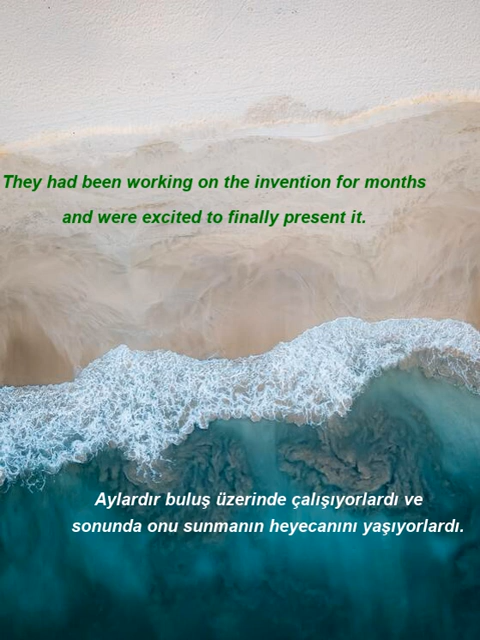 They had been working on the invention for months
and were excited to finally present it.
Aylardır buluş üzerinde çalışıyorlardı ve
sonunda onu sunmanın heyecanını yaşıyorlardı.